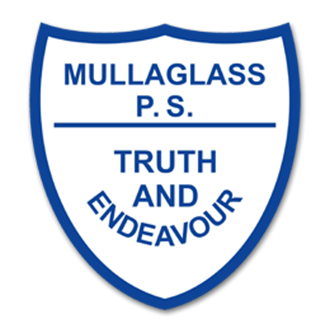 MULLAGLASS
P. S.
TRUTH
AND
ENDEAVOUR